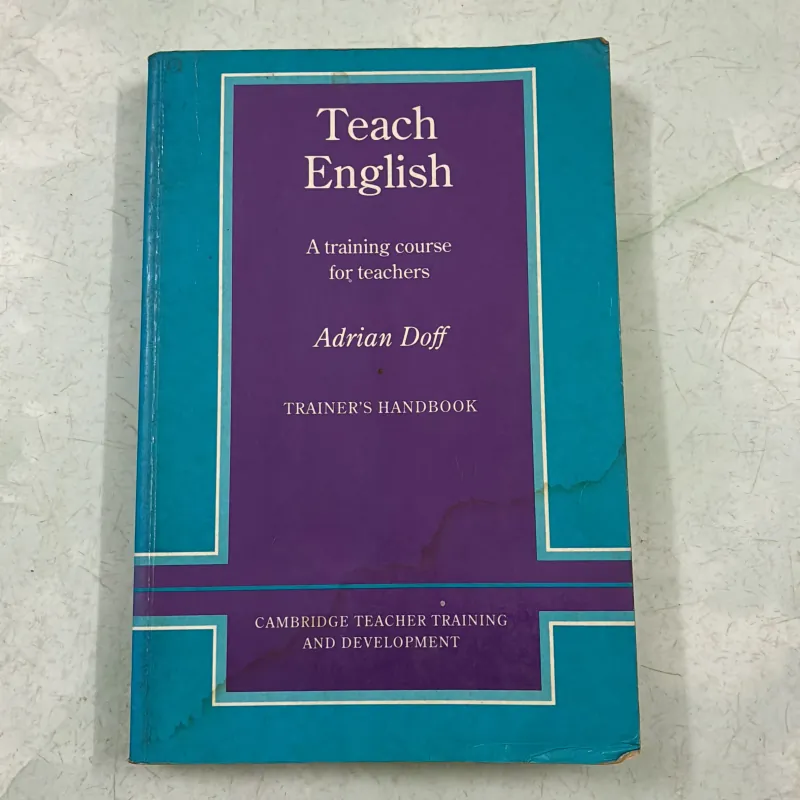 Teach
English
A training course
for teachers
Adrian Doff
TRAINER'S HANDBOOK
CAMBRIDGE TEACHER TRAINING
AND DEVELOPMENT